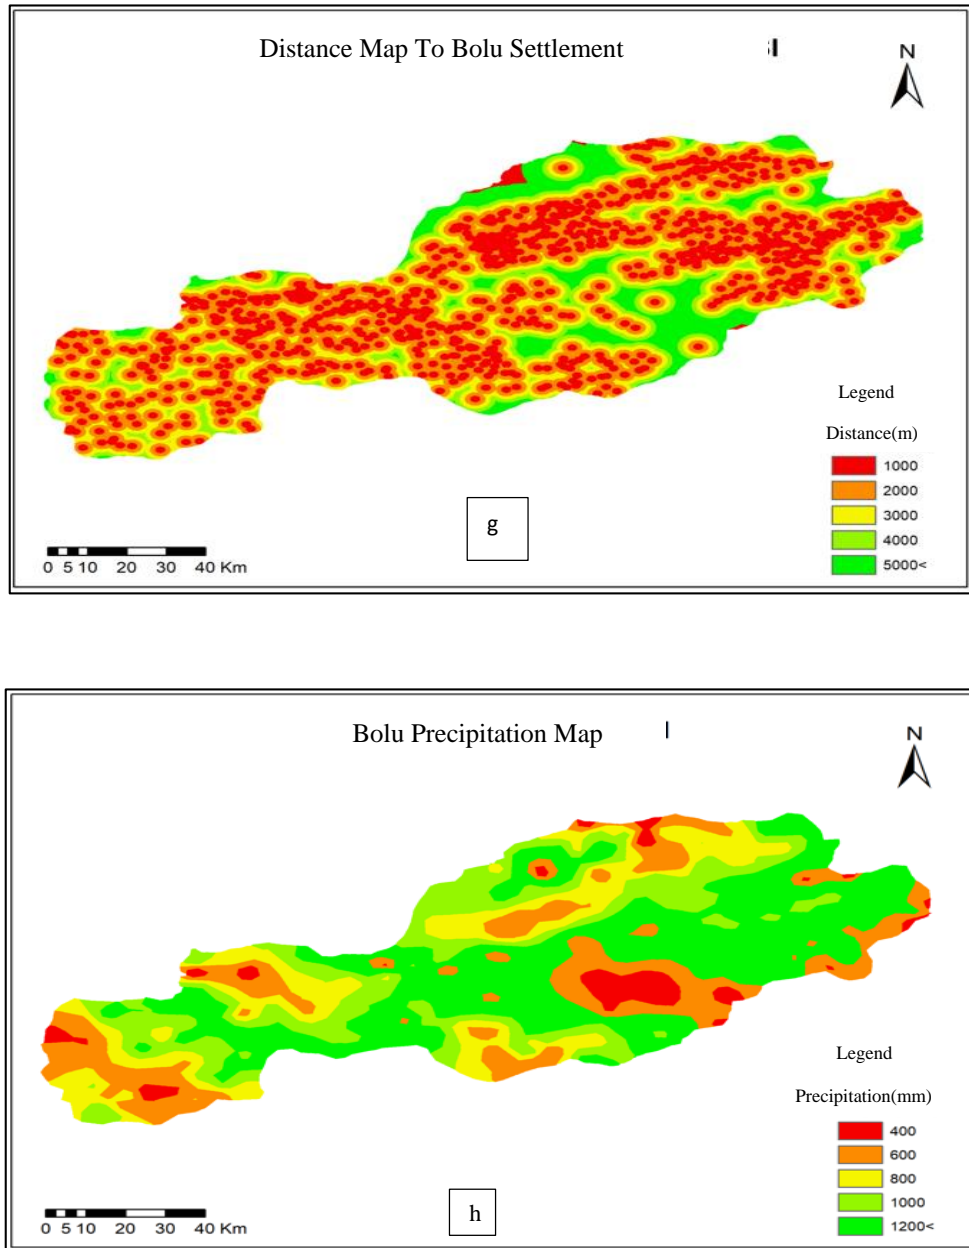 Distance Map To Bolu Settlement
N
Legend
Distance(m)
1000
2000
3000
4000
5000<
g
0 5 10 20 30 40 Km
Bolu Precipitation Map
N
Legend
Precipitation(mm)
400
600
800
1000
1200<
h
0 5 10 20 30 40 Km